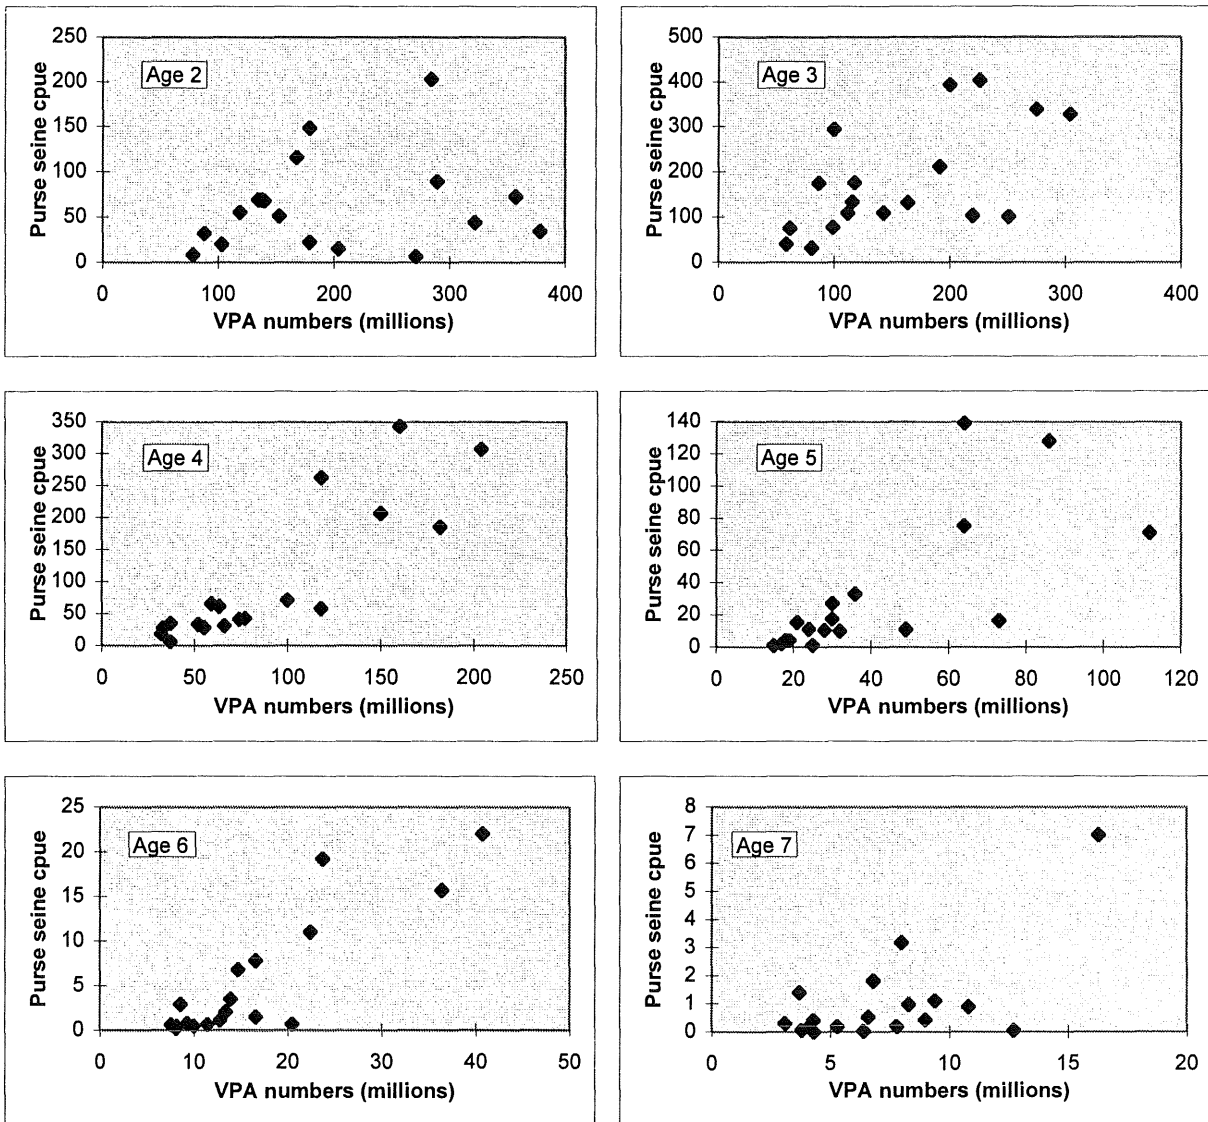 250
200
150
100
50
0
Purse seine cpue
Age 2
0 100 200 300 400
VPA numbers (millions)
500
400
300
200
100
0
Purse seine cpue
Age 3
0 100 200 300 400
VPA numbers (millions)
350
300
250
200
150
100
50
0
Purse seine cpue
Age 4
0 50 100 150 200 250
VPA numbers (millions)
140
120
100
80
60
40
20
0
Purse seine cpue
Age 5
0 20 40 60 80 100 120
VPA numbers (millions)
25
20
15
10
5
0
Purse seine cpue
Age 6
0 10 20 30 40 50
VPA numbers (millions)
8
7
6
5
4
3
2
1
0
Purse seine cpue
Age 7
0 5 10 15 20
VPA numbers (millions)